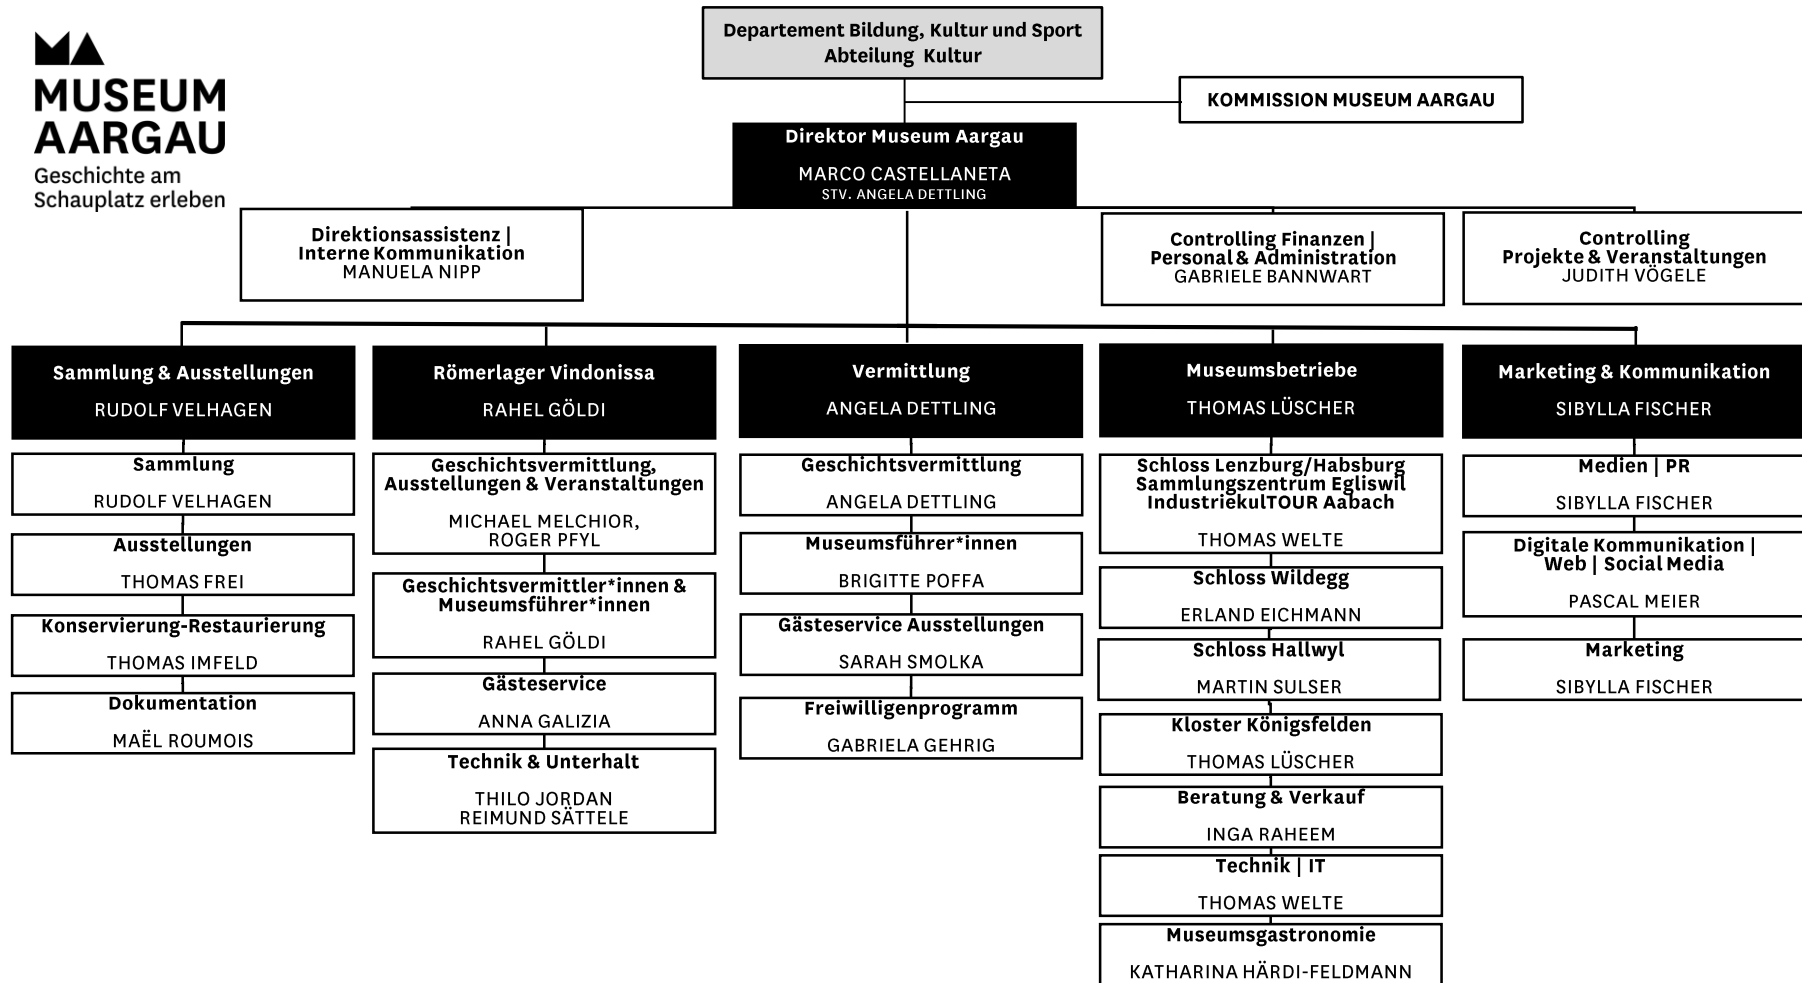 MUSEUM
AARGAU
Geschichte am
Schauplatz erleben
Departement Bildung, Kultur und Sport
Abteilung Kultur
KOMMISSION MUSEUM AARGAU
Direktor Museum Aargau
MARCO CASTELLANETA
STV. ANGELA DETTLING
Direktionsassistenz |
Interne Kommunikation
MANUELA NIPP
Controlling Finanzen |
Personal & Administration
GABRIELE BANNWART
Controlling
Projekte & Veranstaltungen
JUDITH VÖGELE
Sammlung & Ausstellungen
RUDOLF VELHAGEN
Sammlung
RUDOLF VELHAGEN
Ausstellungen
THOMAS FREI
Konservierung-Restaurierung
THOMAS IMFELD
Dokumentation
MAËL ROUMOIS
Römerlager Vindonissa
RAHEL GÖLDI
Geschichtsvermittlung,
Ausstellungen & Veranstaltungen
MICHAEL MELCHIOR,
ROGER PFYL
Geschichtsvermittler*innen &
Museumsführer*innen
RAHEL GÖLDI
Gästeservice
ANNA GALIZIA
Technik & Unterhalt
THILO JORDAN
REIMUND SÄTTELE
Vermittlung
ANGELA DETTLING
Geschichtsvermittlung
ANGELA DETTLING
Museumsführer*innen
BRIGITTE POFFA
Gästeservice Ausstellungen
SARAH SMOLKA
Freiwilligenprogramm
GABRIELA GEHRIG
Museumsbetriebe
THOMAS LÜSCHER
Schloss Lenzburg/Habsburg
Sammlungszentrum Egliswil
IndustriekulTOUR Aabach
THOMAS WELTE
Schloss Wildegg
ERLAND EICHMANN
Schloss Hallwyl
MARTIN SULSER
Kloster Königsfelden
THOMAS LÜSCHER
Beratung & Verkauf
INGA RAHEEM
Technik | IT
THOMAS WELTE
Museumsgastronomie
KATHARINA HÄRDI-FELDMANN
Marketing & Kommunikation
SIBYLLA FISCHER
Medien | PR
SIBYLLA FISCHER
Digitale Kommunikation |
Web | Social Media
PASCAL MEIER
Marketing
SIBYLLA FISCHER